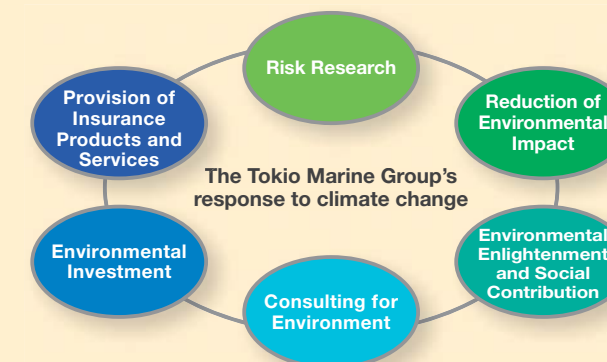 Risk Research
Provision of
Insurance
Products and
Services
Reduction of
Environmental
Impact
The Tokio Marine Group's
response to climate change
Environmental
Investment
Environmental
Enlightenment
and Social
Contribution
Consulting for
Environment